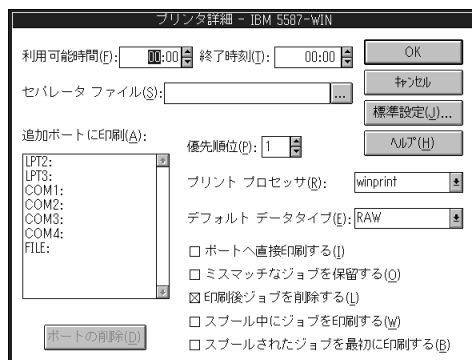 プリンタ詳細 - IBM 5587-WIN
利用可能時間(F): 00:00 終了時刻(T): 00:00
OK
キャンセル
セパレータ ファイル(S): ...
標準設定(J)...
ヘルプ(H)
追加ポートに印刷(A):
LPT2:
LPT3:
COM1:
COM2:
COM3:
COM4:
FILE:
優先順位(P): 1
プリント プロセッサ(R): winprint
デフォルト データタイプ(E): RAW
ポートへ直接印刷する(I)
ミスマッチなジョブを保留する(O)
印刷後ジョブを削除する(L)
スプール中にジョブを印刷する(W)
スプールされたジョブを最初に印刷する(B)
ポートの削除(D)